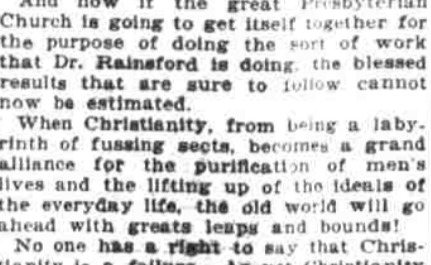 And now if the great Presbyterian
Church is going to get itself together for
the purpose of doing the sort of work
that Dr. Rainsford is doing, the blessed
results that are sure to follow cannot
now be estimated.
When Christianity, from being a laby-
rinth of fussing sects, becomes a grand
alliance for the purification of men's
lives and the lifting up of the ideals of
the everyday life, the old world will go
ahead with greats leaps and bounds!
No one has a right to say that Chris-
tianity is a failure.